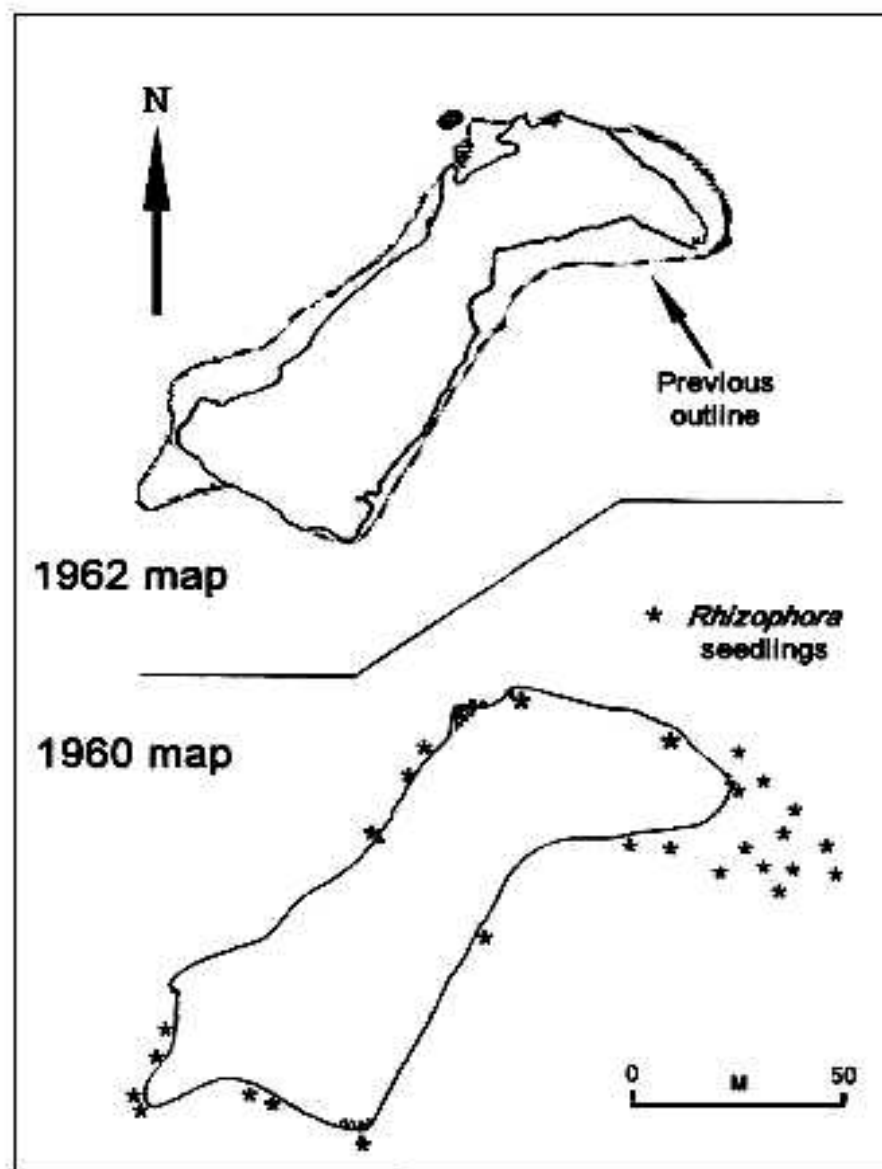 N
Previous
outline
1962 map
* Rhizophora
seedlings
1960 map
0 M 50